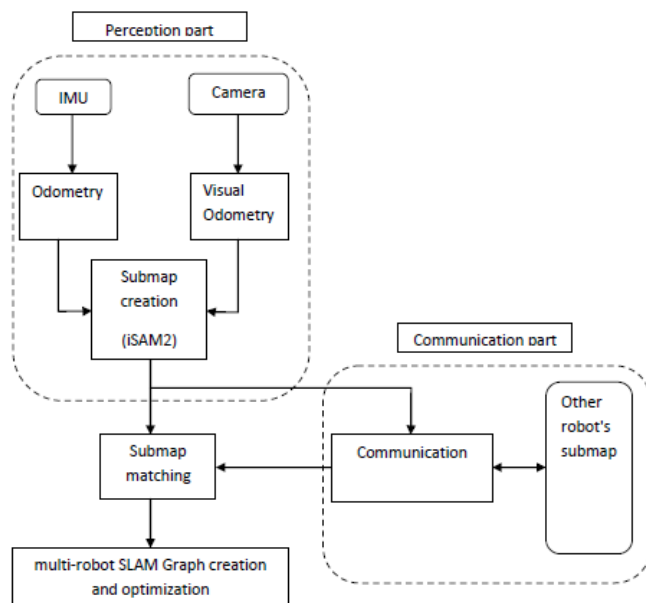 Perception part
IMU
Camera
Odometry
Visual
Odometry
Submap
creation
(iSAM2)
Communication part
Other
robot's
submap
Submap
matching
Communication
multi-robot SLAM Graph creation
and optimization